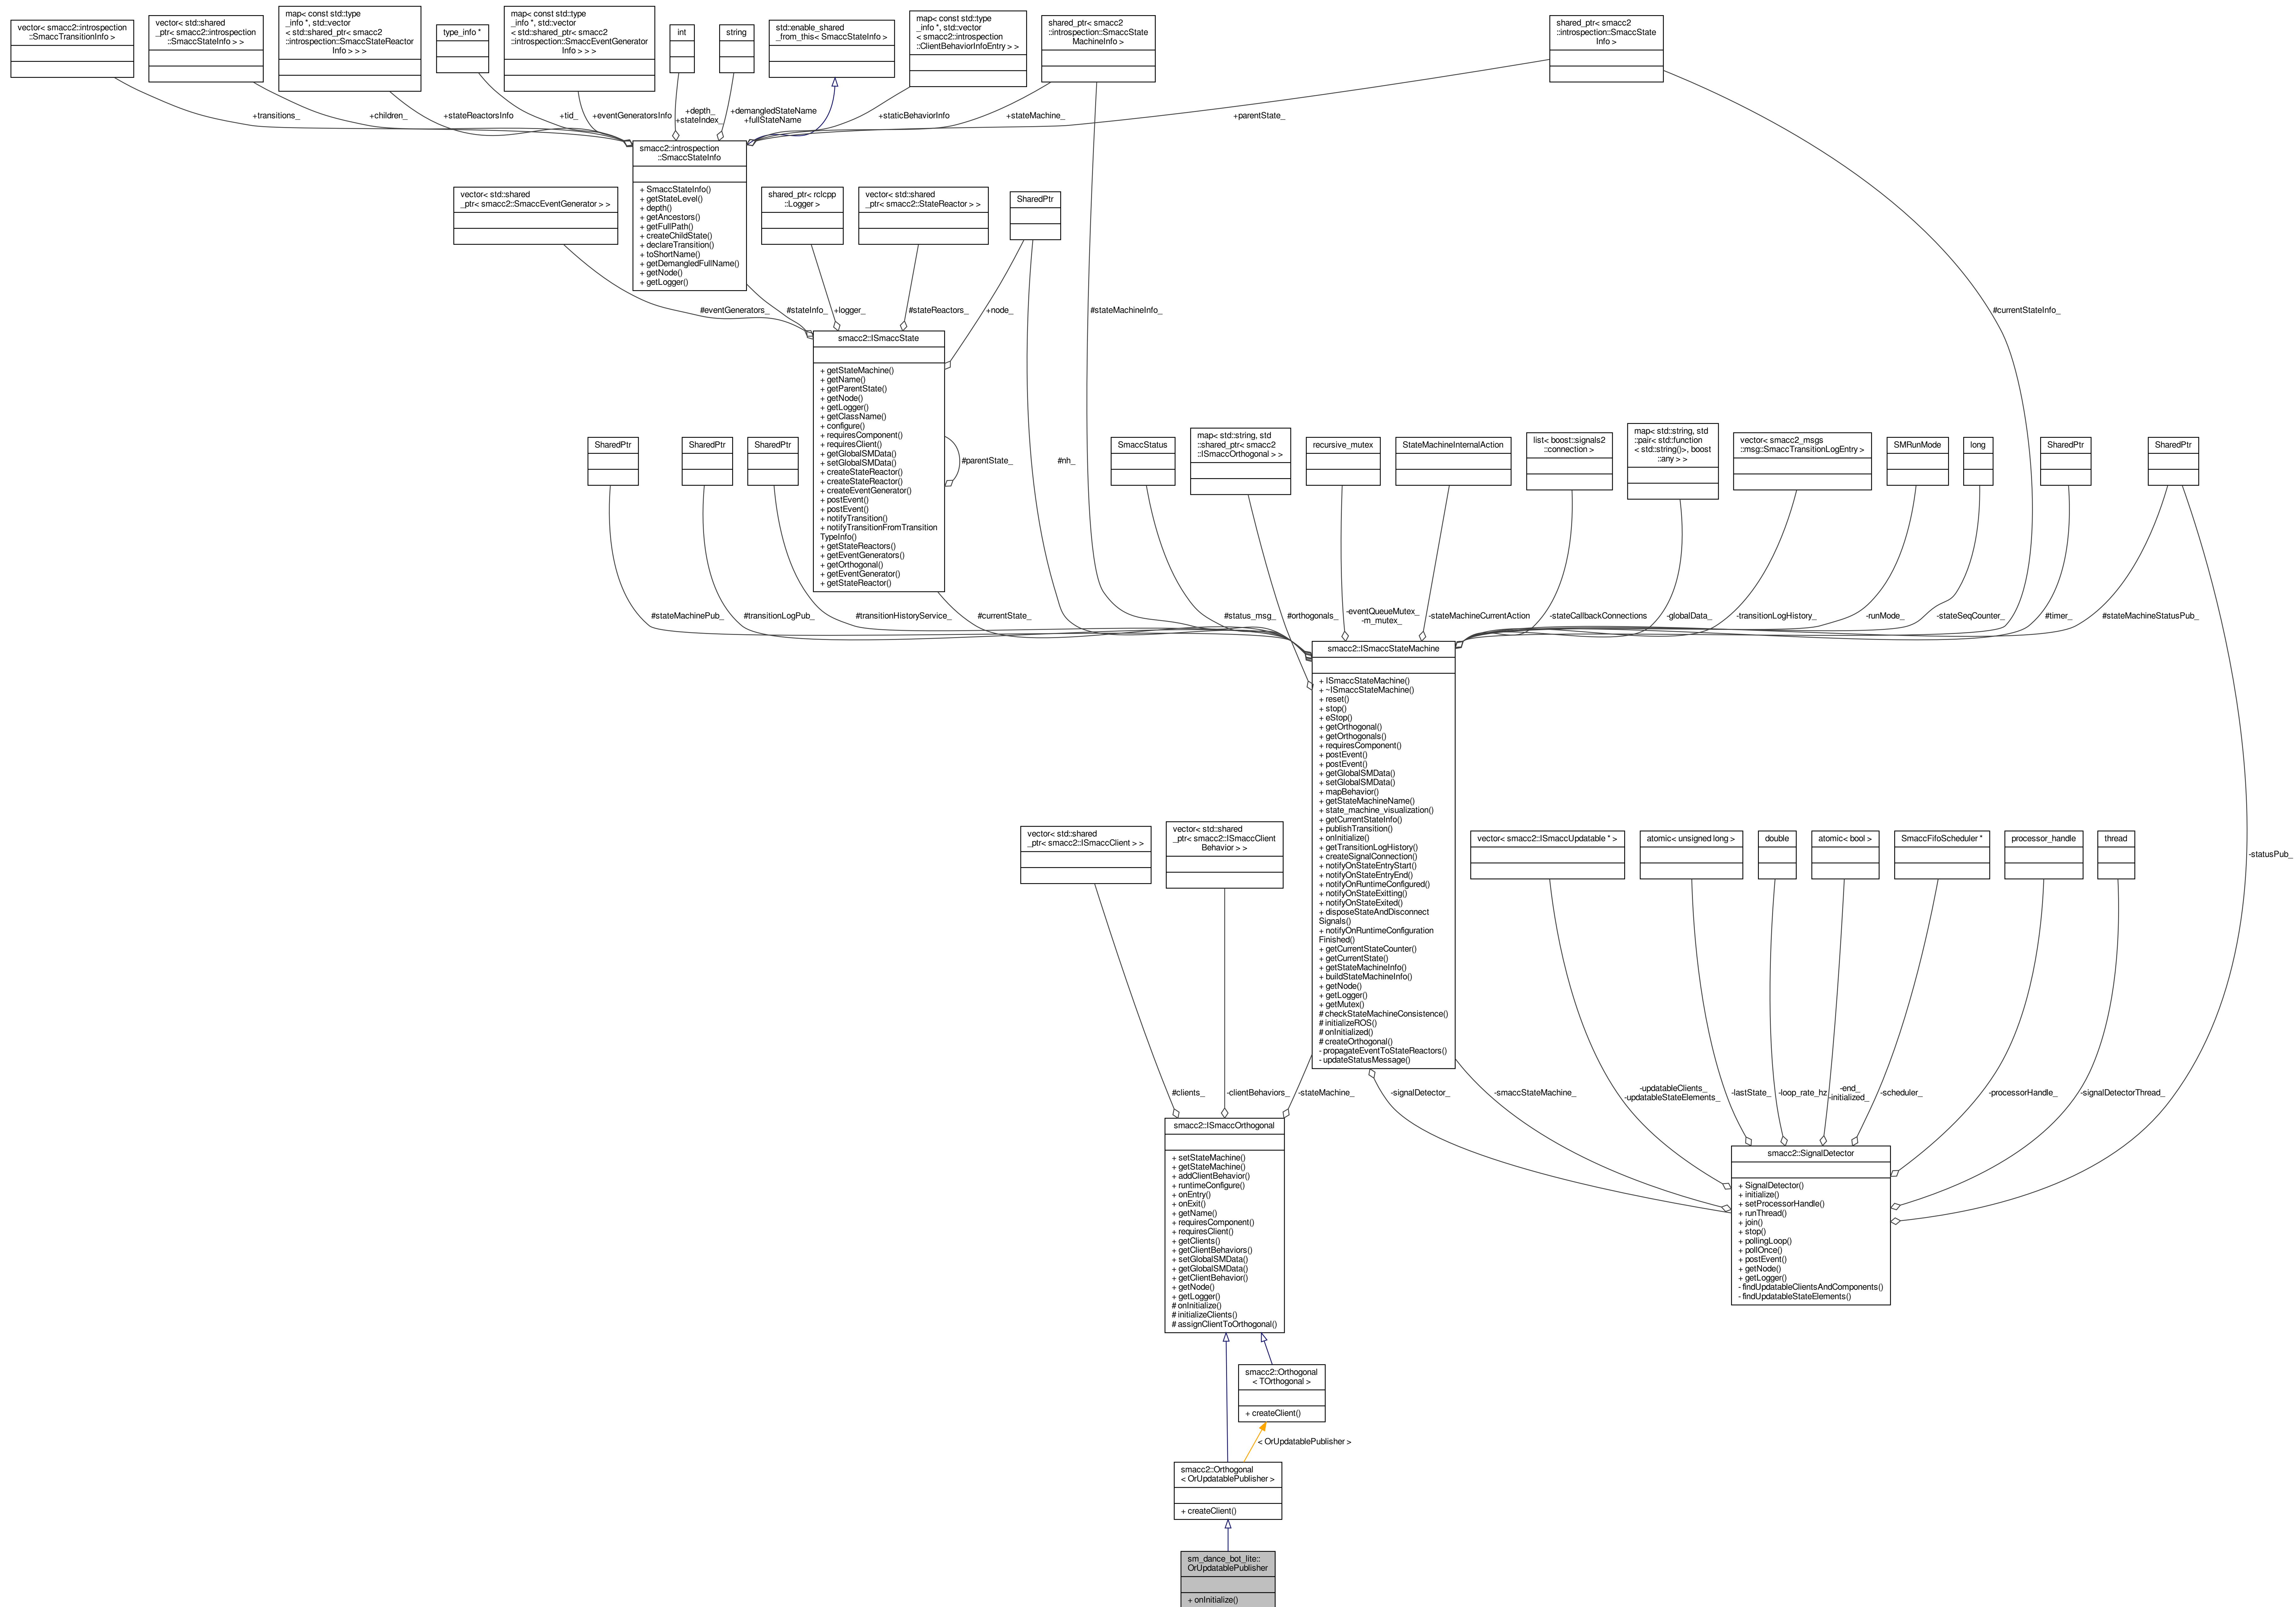 vector< smacc2::introspection
::SmaccTransitionInfo >
vector< std::shared
_ptr< smacc2::introspection
::SmaccStateInfo > >
map< const std::type
_info *, std::vector
< std::shared_ptr< smacc2
::introspection::SmaccStateReactor
Info > > >
type_info *
map< const std::type
_info *, std::vector
< std::shared_ptr< smacc2
::introspection::SmaccEventGenerator
Info > > >
int
string
std::enable_shared
_from_this< SmaccStateInfo >
map< const std::type
_info *, std::vector
< smacc2::introspection
::ClientBehaviorInfoEntry > >
shared_ptr< smacc2
::introspection::SmaccState
MachineInfo >
shared_ptr< smacc2
::introspection::SmaccState
Info >
+transitions_
+children_
+stateReactorsInfo
+tid_
+eventGeneratorsInfo
+depth_
+stateIndex_
+demangledStateName
+fullStateName
+staticBehaviorInfo
+stateMachine_
+parentState_
smacc2::introspection
::SmaccStateInfo
+ SmaccStateInfo()
+ getStateLevel()
+ depth()
+ getAncestors()
+ getFullPath()
+ createChildState()
+ declareTransition()
+ toShortName()
+ getDemangledFullName()
+ getNode()
+ getLogger()
vector< std::shared
_ptr< smacc2::SmaccEventGenerator > >
shared_ptr< rclcpp
::Logger >
vector< std::shared
_ptr< smacc2::StateReactor > >
SharedPtr
#eventGenerators_
#stateInfo_
+logger_
#stateReactors_
+node_
#stateMachineInfo_
#currentStateInfo_
smacc2::ISmaccState
+ getStateMachine()
+ getName()
+ getParentState()
+ getNode()
+ getLogger()
+ getClassName()
+ configure()
+ requiresComponent()
+ requiresClient()
+ getGlobalSMData()
+ setGlobalSMData()
+ createStateReactor()
+ createStateReactor()
+ createEventGenerator()
+ postEvent()
+ postEvent()
+ notifyTransition()
+ notifyTransitionFromTransition
TypeInfo()
+ getStateReactors()
+ getEventGenerators()
+ getOrthogonal()
+ getEventGenerator()
+ getStateReactor()
#parentState_
#nh_
SharedPtr
SharedPtr
SharedPtr
SmaccStatus
map< std::string, std
::shared_ptr< smacc2
::ISmaccOrthogonal > >
recursive_mutex
StateMachineInternalAction
list< boost::signals2
::connection >
map< std::string, std
::pair< std::function
< std::string()>, boost
::any > >
vector< smacc2_msgs
::msg::SmaccTransitionLogEntry >
SMRunMode
long
SharedPtr
SharedPtr
#stateMachinePub_
#transitionLogPub_
#transitionHistoryService_
#currentState_
#status_msg_
#orthogonals_
-eventQueueMutex_
-m_mutex_
-stateMachineCurrentAction
-stateCallbackConnections
-globalData_
-transitionLogHistory_
-runMode_
-stateSeqCounter_
#timer_
#stateMachineStatusPub_
smacc2::ISmaccStateMachine
+ ISmaccStateMachine()
+ ~ISmaccStateMachine()
+ reset()
+ stop()
+ eStop()
+ getOrthogonal()
+ getOrthogonals()
+ requiresComponent()
+ postEvent()
+ postEvent()
+ getGlobalSMData()
+ setGlobalSMData()
+ mapBehavior()
+ getStateMachineName()
+ state_machine_visualization()
+ getCurrentStateInfo()
+ publishTransition()
+ onInitialize()
+ getTransitionLogHistory()
+ createSignalConnection()
+ notifyOnStateEntryStart()
+ notifyOnStateEntryEnd()
+ notifyOnRuntimeConfigured()
+ notifyOnStateExitting()
+ notifyOnStateExited()
+ disposeStateAndDisconnect
Signals()
+ notifyOnRuntimeConfiguration
Finished()
+ getCurrentStateCounter()
+ getCurrentState()
+ getStateMachineInfo()
+ buildStateMachineInfo()
+ getNode()
+ getLogger()
+ getMutex()
# checkStateMachineConsistence()
# initializeROS()
# onInitialized()
# createOrthogonal()
- propagateEventToStateReactors()
- updateStatusMessage()
vector< std::shared
_ptr< smacc2::ISmaccClient > >
vector< std::shared
_ptr< smacc2::ISmaccClient
Behavior > >
vector< smacc2::ISmaccUpdatable * >
atomic< unsigned long >
double
atomic< bool >
SmaccFifoScheduler *
processor_handle
thread
-statusPub_
#clients_
-clientBehaviors_
-stateMachine_
-signalDetector_
-smaccStateMachine_
-updatableClients_
-updatableStateElements_
-lastState_
-loop_rate_hz
-end_
-initialized_
-scheduler_
-processorHandle_
-signalDetectorThread_
smacc2::ISmaccOrthogonal
+ setStateMachine()
+ getStateMachine()
+ addClientBehavior()
+ runtimeConfigure()
+ onEntry()
+ onExit()
+ getName()
+ requiresComponent()
+ requiresClient()
+ getClients()
+ getClientBehaviors()
+ setGlobalSMData()
+ getGlobalSMData()
+ getClientBehavior()
+ getNode()
+ getLogger()
# onInitialize()
# initializeClients()
# assignClientToOrthogonal()
smacc2::SignalDetector
+ SignalDetector()
+ initialize()
+ setProcessorHandle()
+ runThread()
+ join()
+ stop()
+ pollingLoop()
+ pollOnce()
+ postEvent()
+ getNode()
+ getLogger()
- findUpdatableClientsAndComponents()
- findUpdatableStateElements()
smacc2::Orthogonal
< TOrthogonal >
+ createClient()
< OrUpdatablePublisher >
smacc2::Orthogonal
< OrUpdatablePublisher >
+ createClient()
sm_dance_bot_lite::
OrUpdatablePublisher
+ onInitialize()